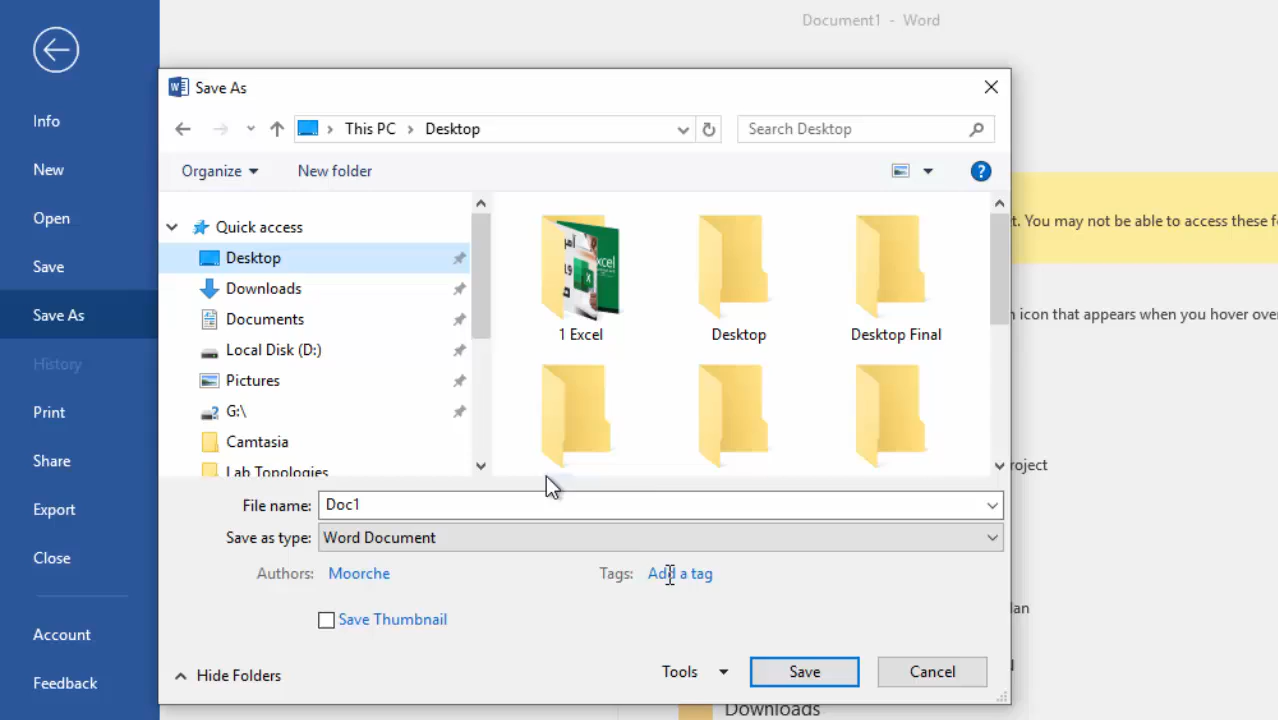 Document1 - Word
Save As
This PC > Desktop
Search Desktop
Organize
New folder
Info
New
Open
Save
Save As
History
Print
Share
Export
Close
Account
Feedback
Quick access
Desktop
Downloads
Documents
Local Disk (D:)
Pictures
G:\
Camtasia
Lab Topologies
1 Excel
Desktop
Desktop Final
t. You may not be able to access these f
n icon that appears when you hover over
roject
lan
Downloads
File name: Doc1
Save as type: Word Document
Authors: Moorche
Tags: Add a tag
Save Thumbnail
Hide Folders
Tools
Save
Cancel